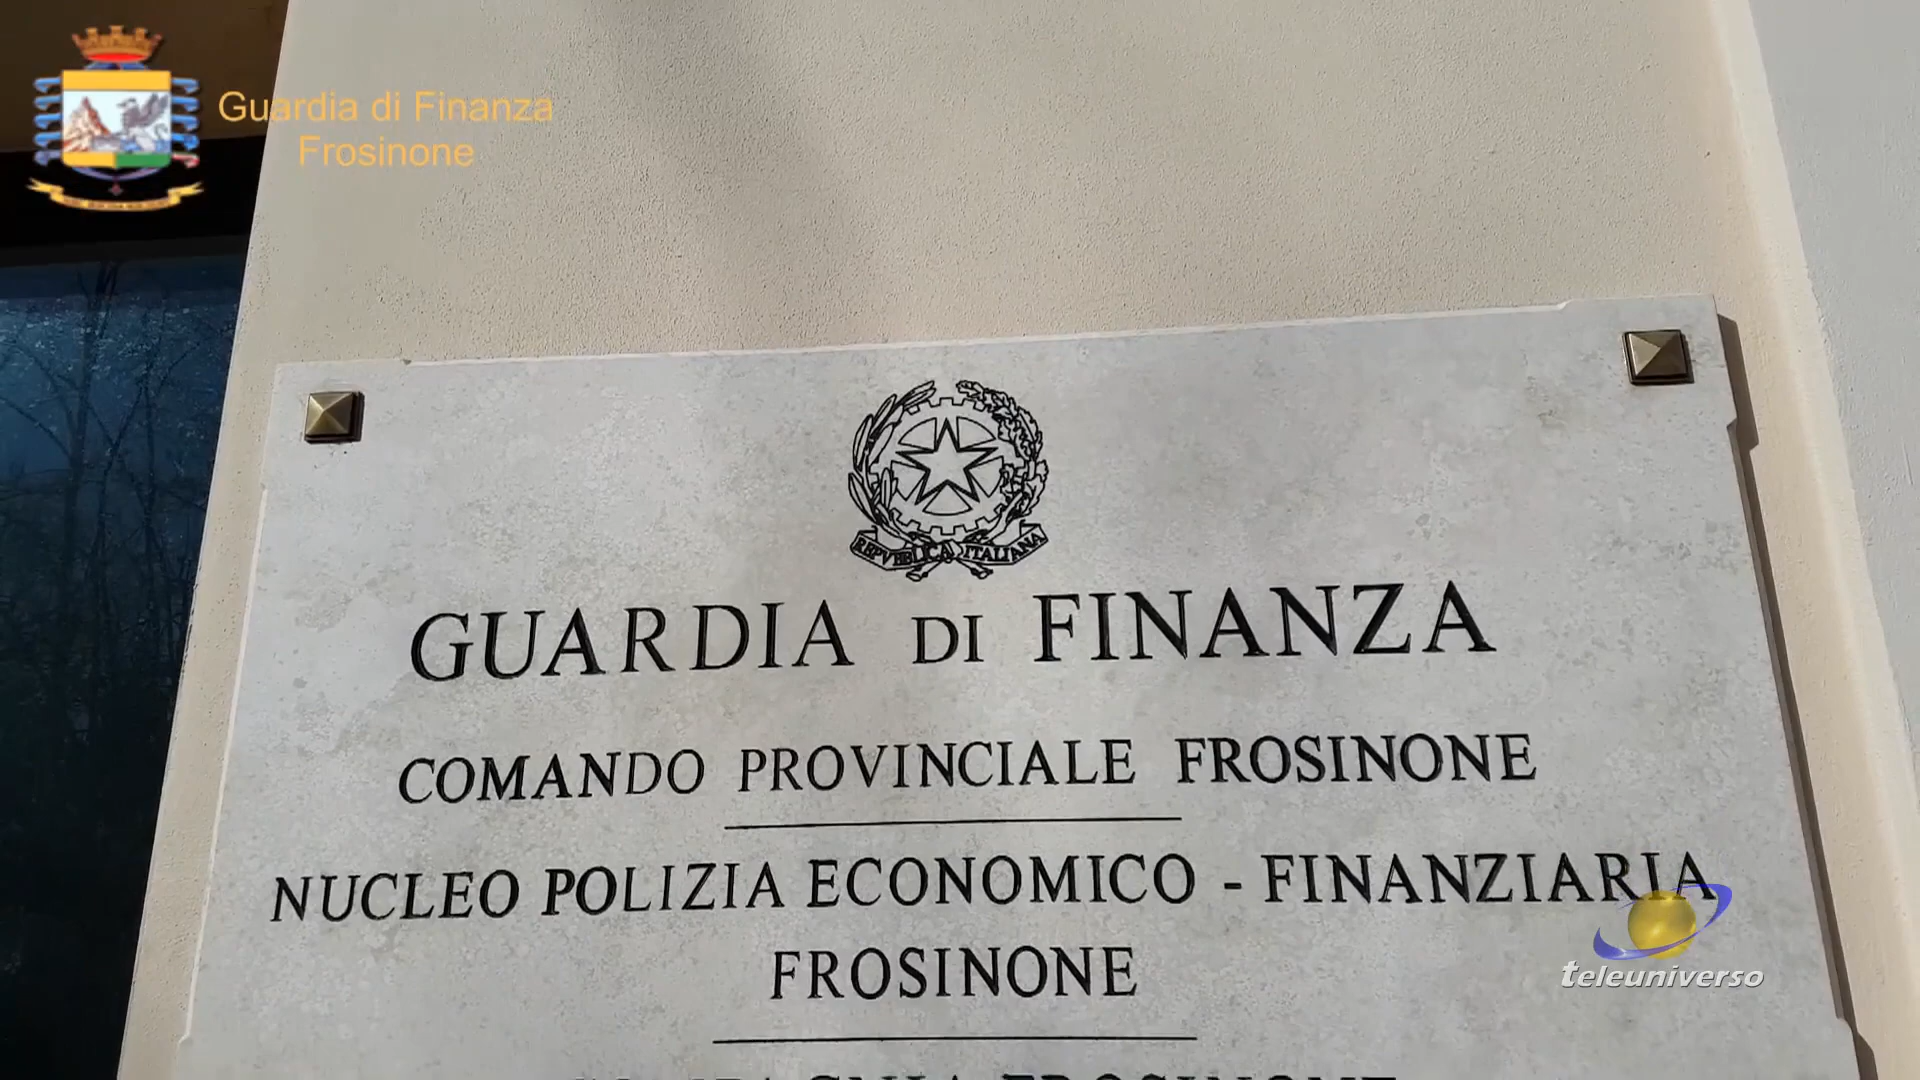 Guardia di Finanza
Frosinone
REPVBBLICA ITALIANA
GUARDIA DI FINANZA
COMANDO PROVINCIALE FROSINONE
NUCLEO POLIZIA ECONOMICO - FINANZIARIA
FROSINONE
teleuniverso